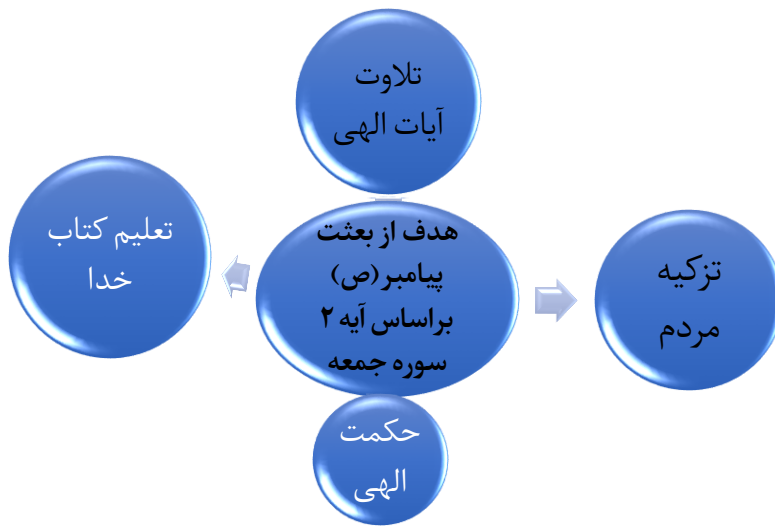 تلاوت
آیات الهی
هدف از بعثت
پیامبر(ص)
براساس آیه ۲
سوره جمعه
تزکیه
مردم
تعلیم کتاب
خدا
حکمت
الهی